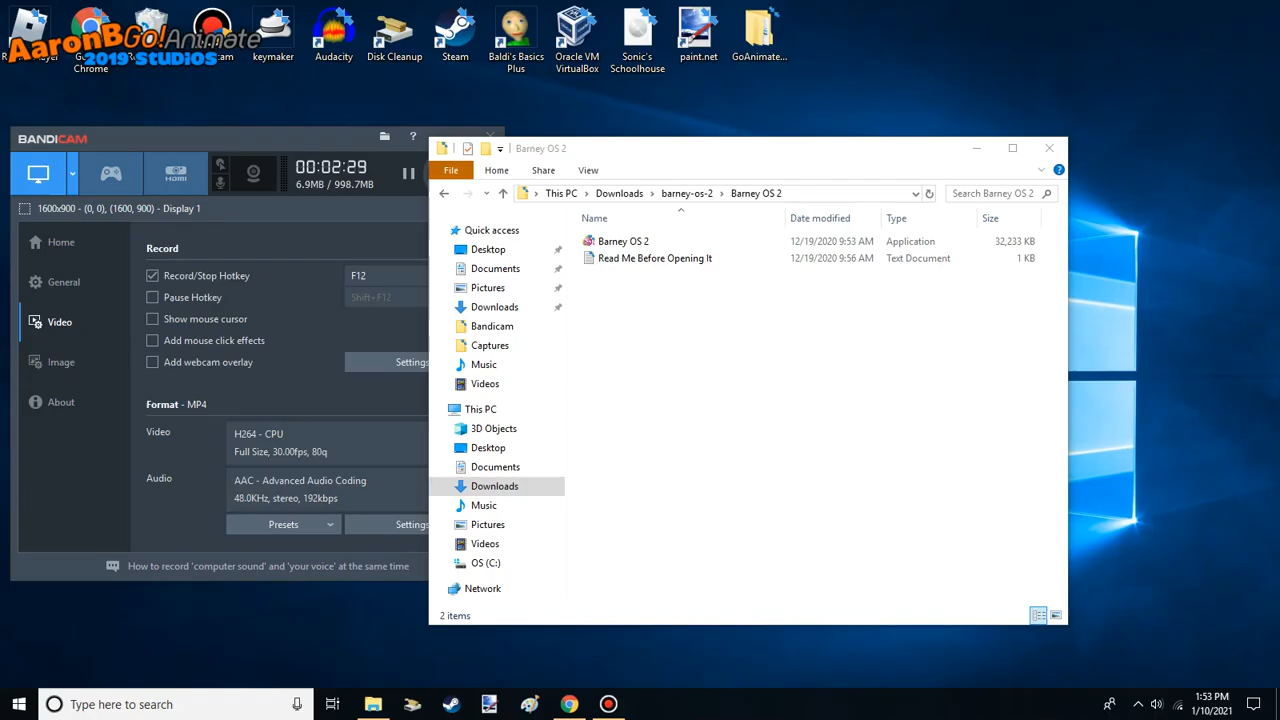 AaronBGo!Animate
2019 STUDIOS
Chrome
keymaker
Audacity
Disk Cleanup
Steam
Baldi's Basics
Plus
Oracle VM
VirtualBox
Sonic's
Schoolhouse
paint.net
GoAnimate...
BANDICAM
?
00:02:29
6.9MB / 998.7MB
HDMI
1600x900 - (0, 0), (1600, 900) - Display 1
Home
General
Video
Image
About
Record
Record/Stop Hotkey
F12
Pause Hotkey
Shift+F12
Show mouse cursor
Add mouse click effects
Add webcam overlay
Settings
Format - MP4
Video
H264 - CPU
Full Size, 30.00fps, 80q
Audio
AAC - Advanced Audio Coding
48.0KHz, stereo, 192kbps
Presets
Settings
How to record 'computer sound' and 'your voice' at the same time
Barney OS 2
File Home Share View
This PC > Downloads > barney-os-2 > Barney OS 2
Search Barney OS 2
Name Date modified Type Size
Barney OS 2 12/19/2020 9:53 AM Application 32,233 KB
Read Me Before Opening It 12/19/2020 9:56 AM Text Document 1 KB
Quick access
Desktop
Documents
Pictures
Downloads
Bandicam
Captures
Music
Videos
This PC
3D Objects
Desktop
Documents
Downloads
Music
Pictures
Videos
OS (C:)
Network
2 items
Type here to search
1:53 PM
1/10/2021